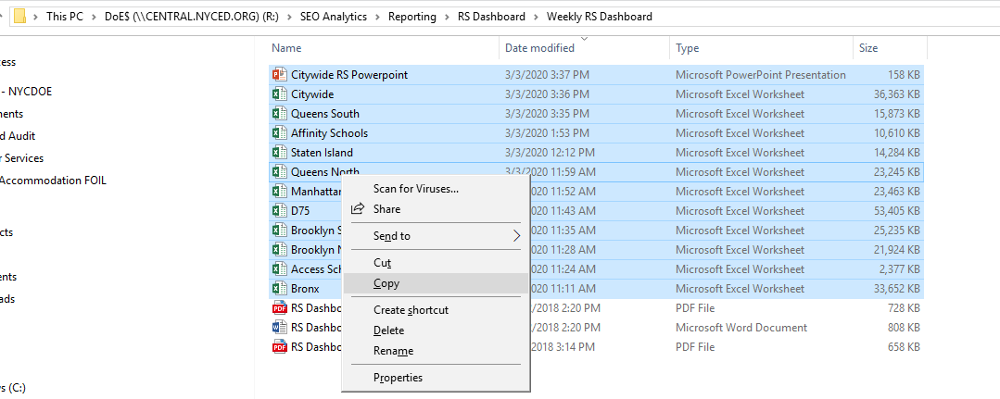 This PC > DoE$ (\\CENTRAL.NYCED.ORG) (R:) > SEO Analytics > Reporting > RS Dashboard > Weekly RS Dashboard
Name Date modified Type Size
cess
- NYCDOE
ments
d Audit
r Services
Accommodation FOIL
cts
ents
ads
s (C:)
Citywide RS Powerpoint 3/3/2020 3:37 PM Microsoft PowerPoint Presentation 158 KB
Citywide 3/3/2020 3:36 PM Microsoft Excel Worksheet 36,363 KB
Queens South 3/3/2020 3:35 PM Microsoft Excel Worksheet 15,873 KB
Affinity Schools 3/3/2020 1:53 PM Microsoft Excel Worksheet 10,610 KB
Staten Island 3/3/2020 12:12 PM Microsoft Excel Worksheet 14,284 KB
Queens North 3/3/2020 11:59 AM Microsoft Excel Worksheet 23,245 KB
Manhattan 020 11:52 AM Microsoft Excel Worksheet 23,463 KB
D75 020 11:43 AM Microsoft Excel Worksheet 53,405 KB
Brooklyn S 020 11:35 AM Microsoft Excel Worksheet 25,235 KB
Brooklyn N 020 11:28 AM Microsoft Excel Worksheet 21,924 KB
Access Sch 020 11:24 AM Microsoft Excel Worksheet 2,377 KB
Bronx 020 11:11 AM Microsoft Excel Worksheet 33,652 KB
RS Dashbo /2018 2:20 PM PDF File 728 KB
RS Dashbo /2018 2:20 PM Microsoft Word Document 808 KB
RS Dashbo 2018 3:14 PM PDF File 658 KB
Scan for Viruses...
Share
Send to
Cut
Copy
Create shortcut
Delete
Rename
Properties
PDF
PDF